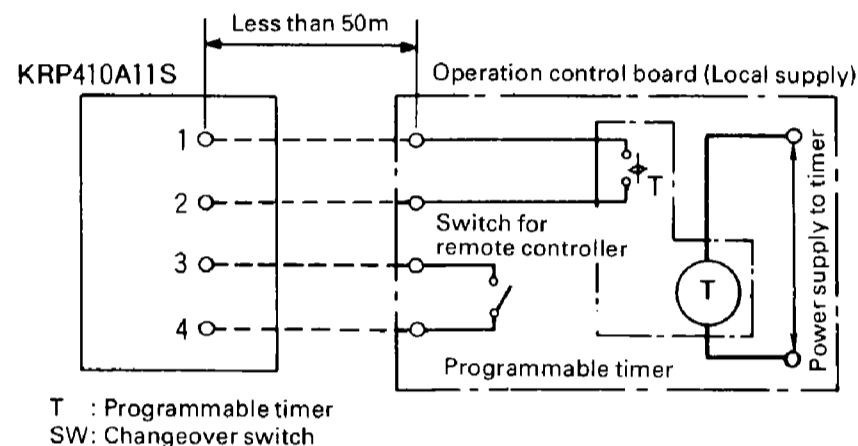 Less than 50m
KRP410A11S
Operation control board (Local supply)
1
2
3
4
T
Switch for
remote controller
T
Power supply to timer
Programmable timer
T : Programmable timer
SW: Changeover switch